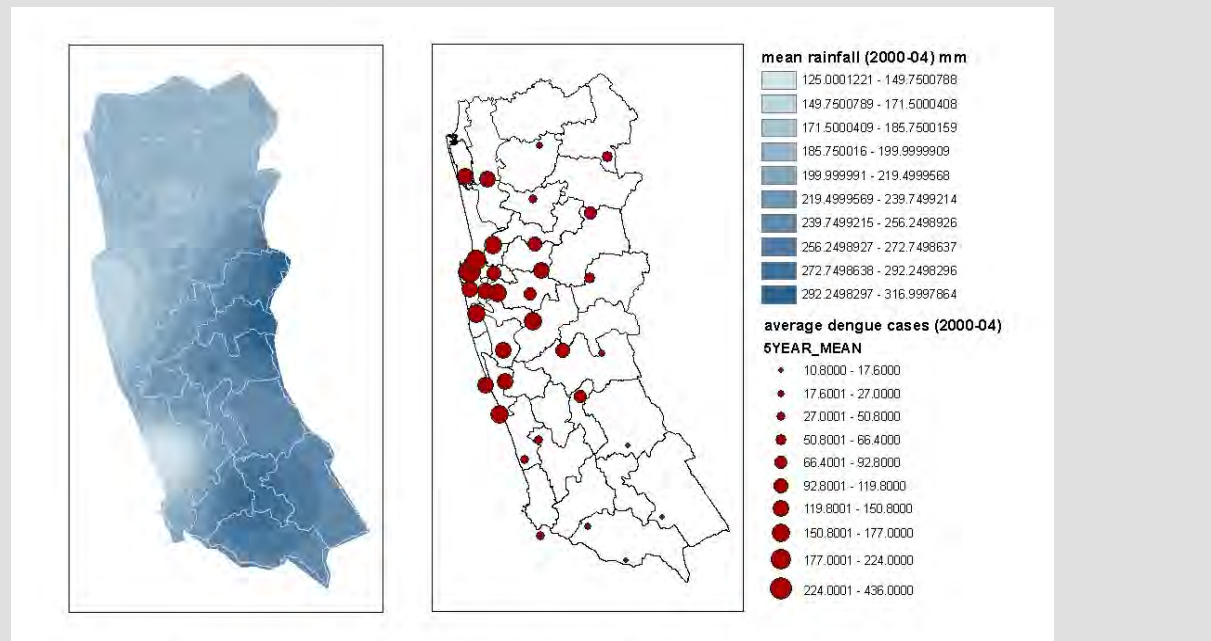 mean rainfall (2000-04) mm
125.0001221 - 149.7500788
149.7500789 - 171.5000408
171.5000409 - 185.7500159
185.750016 - 199.9999909
199.999991 - 219.4999568
219.4999569 - 239.7499214
239.7499215 - 256.2498926
256.2498927 - 272.7498637
272.7498638 - 292.2498296
292.2498297 - 316.9997864
average dengue cases (2000-04)
5YEAR_MEAN
10.8000 - 17.6000
17.6001 - 27.0000
27.0001 - 50.8000
50.8001 - 66.4000
66.4001 - 92.8000
92.8001 - 119.8000
119.8001 - 150.8000
150.8001 - 177.0000
177.0001 - 224.0000
224.0001 - 436.0000